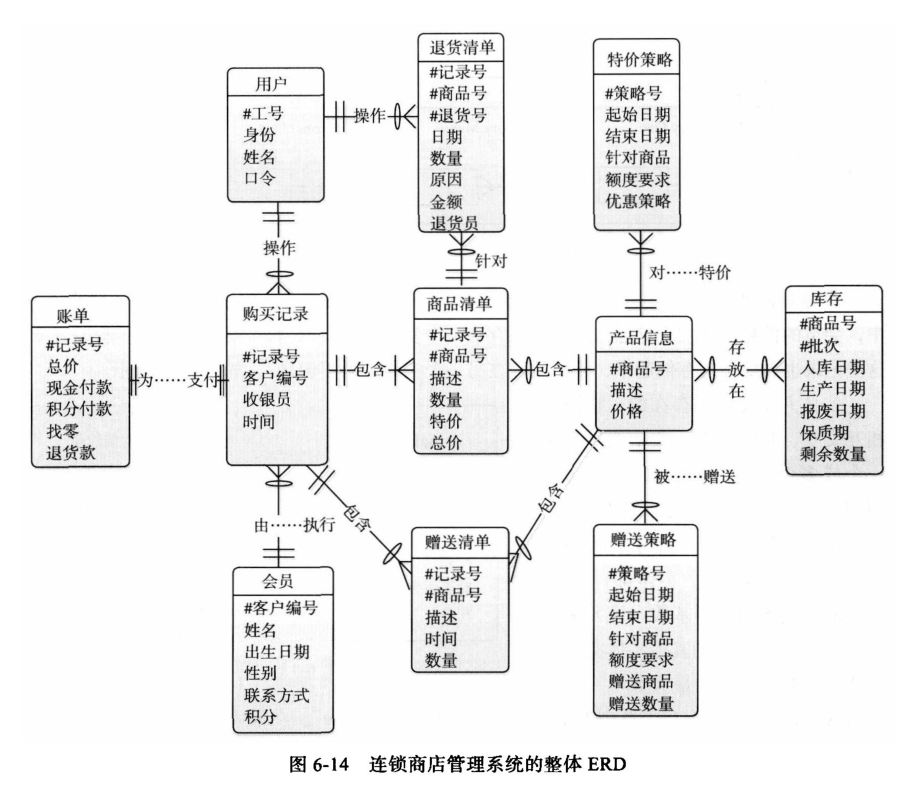 用户
#工号
身份
姓名
口令
操作
退货清单
#记录号
#商品号
#退货号
日期
数量
原因
金额
退货员
特价策略
#策略号
起始日期
结束日期
针对商品
额度要求
优惠策略
操作
针对
对……特价
账单
#记录号
总价
现金付款
积分付款
找零
退货款
为……支付
购买记录
#记录号
客户编号
收银员
时间
包含
商品清单
#记录号
#商品号
描述
数量
特价
总价
包含
产品信息
#商品号
描述
价格
存
放
在
库存
#商品号
#批次
入库日期
生产日期
报废日期
保质期
剩余数量
由……执行
包含
包含
被……赠送
会员
#客户编号
姓名
出生日期
性别
联系方式
积分
赠送清单
#记录号
#商品号
描述
时间
数量
赠送策略
#策略号
起始日期
结束日期
针对商品
额度要求
赠送商品
赠送数量
图 6-14 连锁商店管理系统的整体 ERD